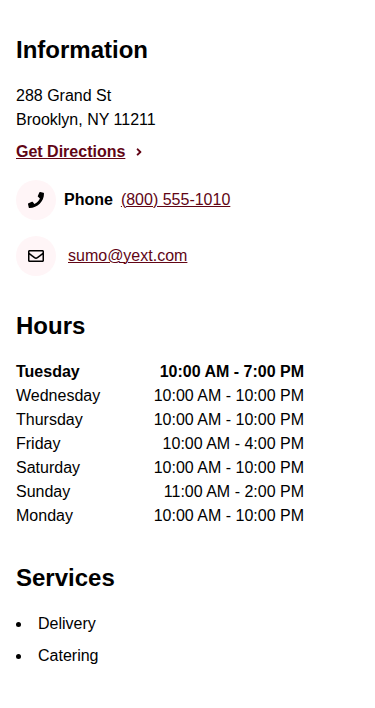 Information
288 Grand St
Brooklyn, NY 11211
Get Directions
Phone (800) 555-1010
sumo@yext.com
Hours
Tuesday 10:00 AM - 7:00 PM
Wednesday 10:00 AM - 10:00 PM
Thursday 10:00 AM - 10:00 PM
Friday 10:00 AM - 4:00 PM
Saturday 10:00 AM - 10:00 PM
Sunday 11:00 AM - 2:00 PM
Monday 10:00 AM - 10:00 PM
Services
• Delivery
• Catering